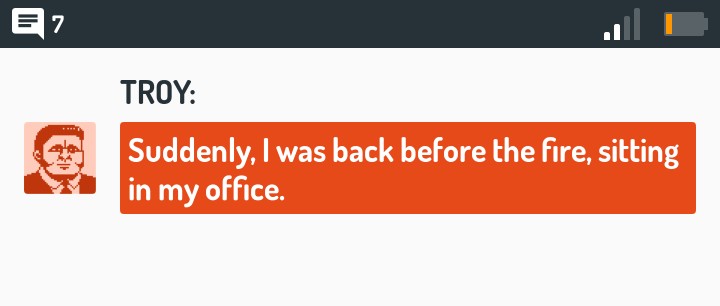 7
TROY:
Suddenly, I was back before the fire, sitting
in my office.